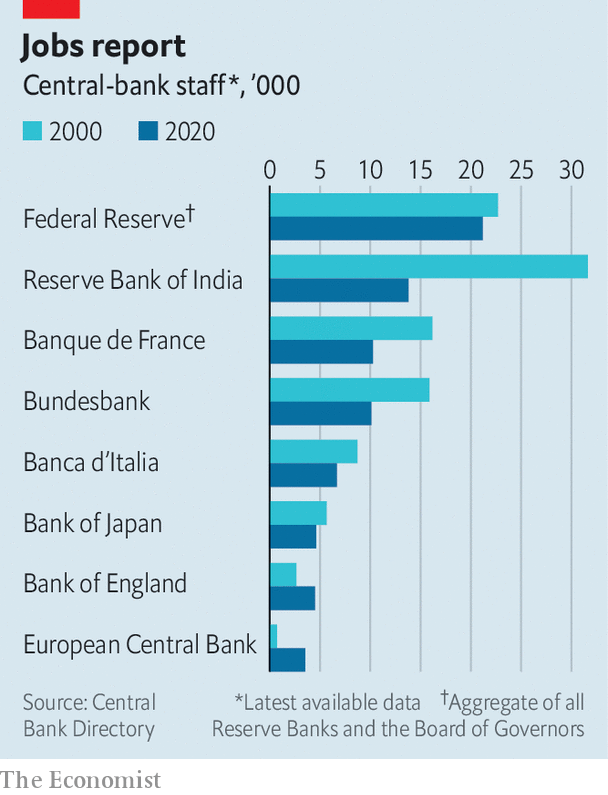 Jobs report
Central-bank staff*, ’000
2000 2020
0 5 10 15 20 25 30
Federal Reserve†
Reserve Bank of India
Banque de France
Bundesbank
Banca d’Italia
Bank of Japan
Bank of England
European Central Bank
Source: Central
Bank Directory
*Latest available data †Aggregate of all
Reserve Banks and the Board of Governors
The Economist